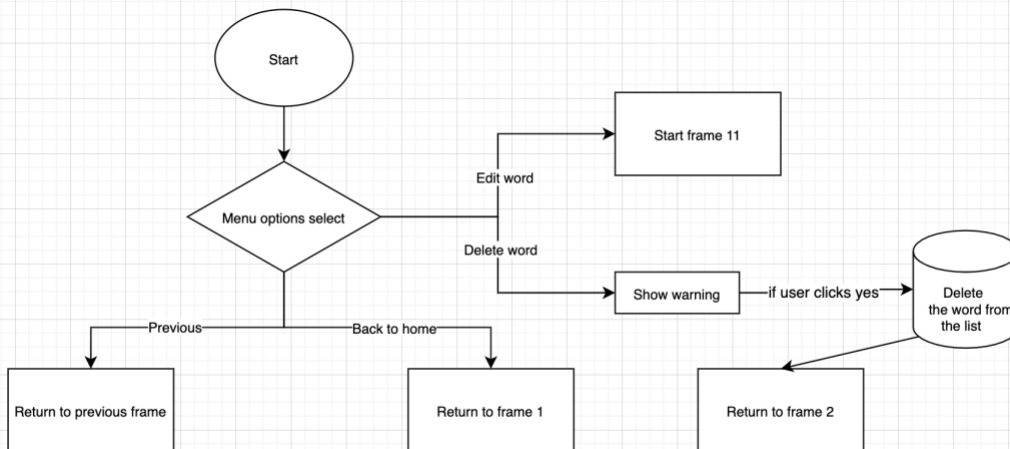 Start
Start frame 11
Edit word
Menu options select
Delete word
Show warning
if user clicks yes
Delete
the word from
the list
Previous
Back to home
Return to previous frame
Return to frame 1
Return to frame 2